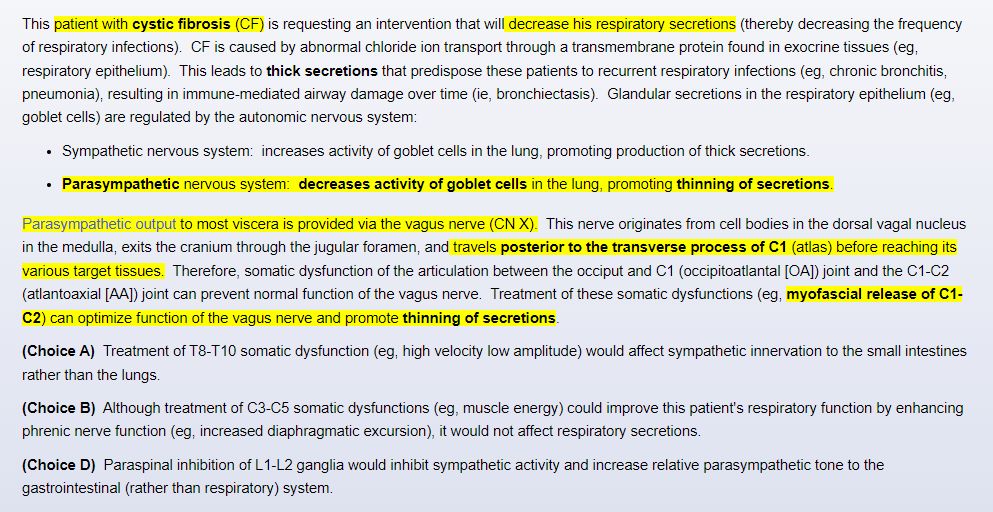 This patient with cystic fibrosis (CF) is requesting an intervention that will decrease his respiratory secretions (thereby decreasing the frequency
of respiratory infections). CF is caused by abnormal chloride ion transport through a transmembrane protein found in exocrine tissues (eg,
respiratory epithelium). This leads to thick secretions that predispose these patients to recurrent respiratory infections (eg, chronic bronchitis,
pneumonia), resulting in immune-mediated airway damage over time (ie, bronchiectasis). Glandular secretions in the respiratory epithelium (eg,
goblet cells) are regulated by the autonomic nervous system:
• Sympathetic nervous system: increases activity of goblet cells in the lung, promoting production of thick secretions.
• Parasympathetic nervous system: decreases activity of goblet cells in the lung, promoting thinning of secretions.
Parasympathetic output to most viscera is provided via the vagus nerve (CN X). This nerve originates from cell bodies in the dorsal vagal nucleus
in the medulla, exits the cranium through the jugular foramen, and travels posterior to the transverse process of C1 (atlas) before reaching its
various target tissues. Therefore, somatic dysfunction of the articulation between the occiput and C1 (occipitoatlantal [OA]) joint and the C1-C2
(atlantoaxial [AA]) joint can prevent normal function of the vagus nerve. Treatment of these somatic dysfunctions (eg, myofascial release of C1-
C2) can optimize function of the vagus nerve and promote thinning of secretions.
(Choice A) Treatment of T8-T10 somatic dysfunction (eg, high velocity low amplitude) would affect sympathetic innervation to the small intestines
rather than the lungs.
(Choice B) Although treatment of C3-C5 somatic dysfunctions (eg, muscle energy) could improve this patient's respiratory function by enhancing
phrenic nerve function (eg, increased diaphragmatic excursion), it would not affect respiratory secretions.
(Choice D) Paraspinal inhibition of L1-L2 ganglia would inhibit sympathetic activity and increase relative parasympathetic tone to the
gastrointestinal (rather than respiratory) system.